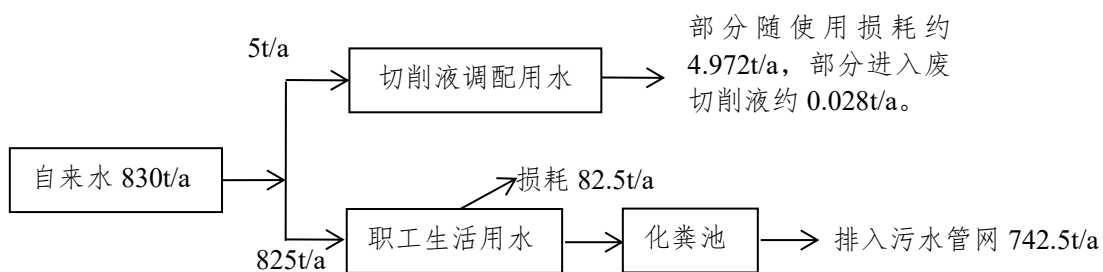 部分随使用损耗约
4.972t/a，部分进入废
切削液约 0.028t/a。
5t/a
切削液调配用水
自来水 830t/a
损耗 82.5t/a
职工生活用水
化粪池
排入污水管网 742.5t/a
825t/a